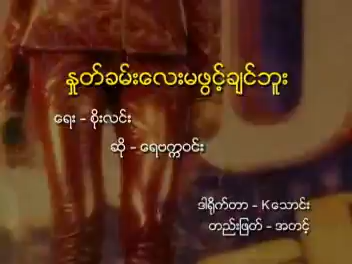 နှုတ်ခမ်းလေးမဖွင့်ချင်ဘူး
ရေး - စိုးလင်း
ဆို - ရေဗက္ကဝင်း
ဒါရိုက်တာ - K သောင်း
တည်းဖြတ် - အတင့်